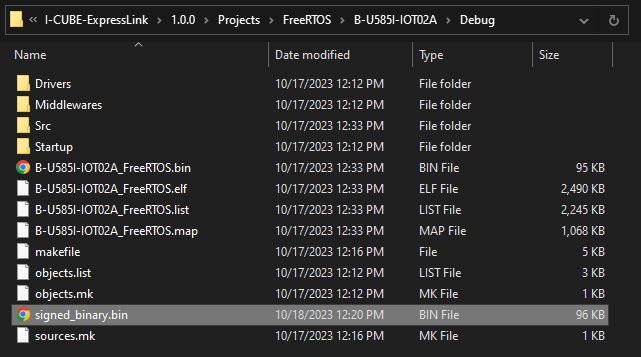 « I-CUBE-ExpressLink > 1.0.0 > Projects > FreeRTOS > B-U585I-IOT02A > Debug
Name Date modified Type Size
Drivers 10/17/2023 12:12 PM File folder
Middlewares 10/17/2023 12:12 PM File folder
Src 10/17/2023 12:33 PM File folder
Startup 10/17/2023 12:12 PM File folder
B-U585I-IOT02A_FreeRTOS.bin 10/17/2023 12:33 PM BIN File 95 KB
B-U585I-IOT02A_FreeRTOS.elf 10/17/2023 12:33 PM ELF File 2,490 KB
B-U585I-IOT02A_FreeRTOS.list 10/17/2023 12:33 PM LIST File 2,245 KB
B-U585I-IOT02A_FreeRTOS.map 10/17/2023 12:33 PM MAP File 1,068 KB
makefile 10/17/2023 12:16 PM File 5 KB
objects.list 10/17/2023 12:12 PM LIST File 3 KB
objects.mk 10/17/2023 12:12 PM MK File 1 KB
signed_binary.bin 10/18/2023 12:20 PM BIN File 96 KB
sources.mk 10/17/2023 12:16 PM MK File 1 KB